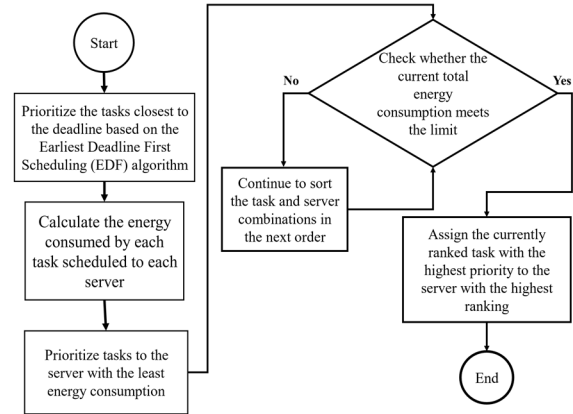 Start
Prioritize the tasks closest to
the deadline based on the
Earliest Deadline First
Scheduling (EDF) algorithm
Calculate the energy
consumed by each
task scheduled to each
server
Prioritize tasks to the
server with the least
energy consumption
Check whether the
current total
energy
consumption meets
the limit
No
Yes
Continue to sort
the task and server
combinations in
the next order
Assign the currently
ranked task with the
highest priority to the
server with the highest
ranking
End